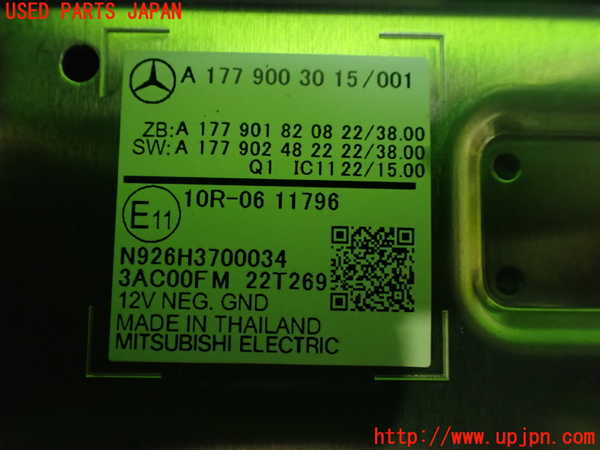 USED PARTS JAPAN
A 177 900 30 15/001
ZB: A 177 901 82 08 22/38.00
SW: A 177 902 48 22 22/38.00
Q1 IC11 22/15.00
E11
10R-06 11796
N926H3700034
3AC00FM 22T269
12V NEG. GND
MADE IN THAILAND
MITSUBISHI ELECTRIC
http://www.upjpn.com/